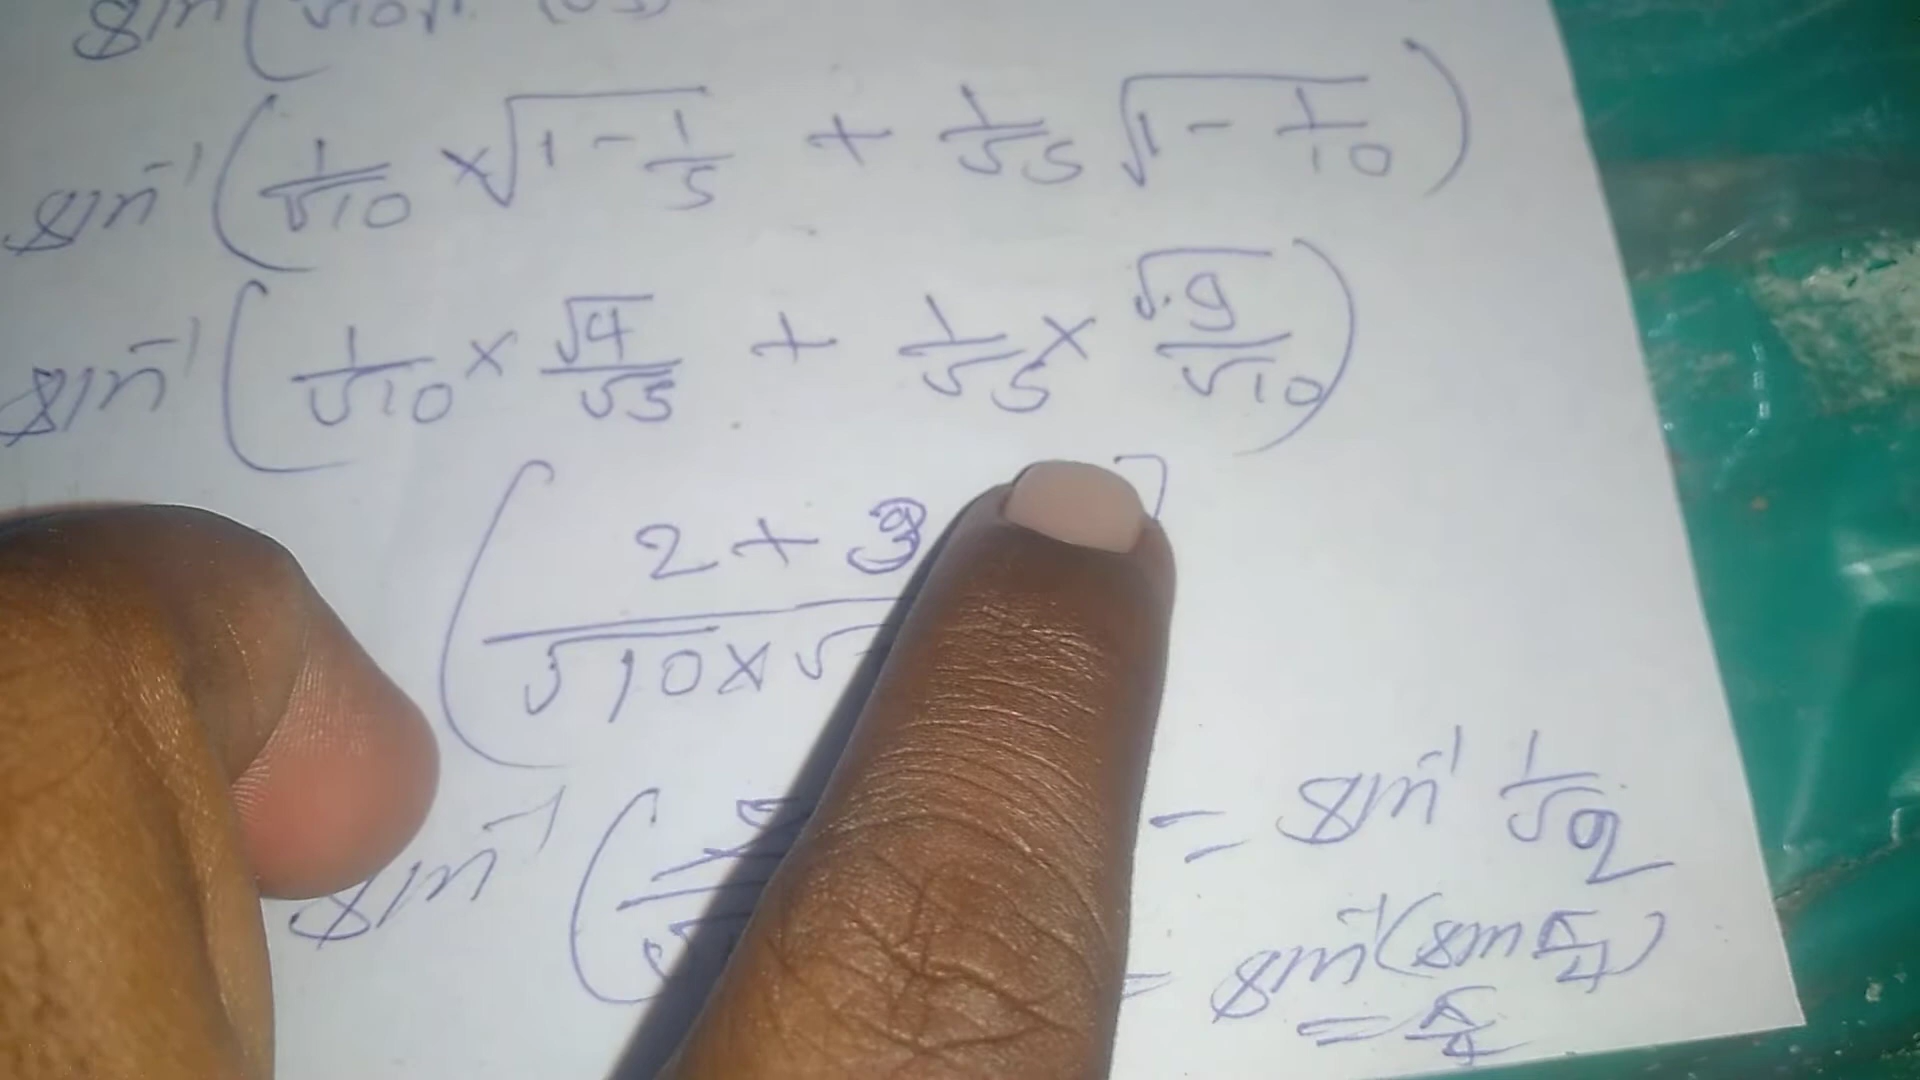 sin⁻¹(1/√10 × √1 - 1/5 + 1/√5 √1 - 1/10)
sin⁻¹(1/√10 × √4/√5 + 1/√5 × √9/√10)
(2 + 3 / √10 × √
sin⁻¹( = sin⁻¹ 1/√2
= sin⁻¹(sin π/4)
= π/4